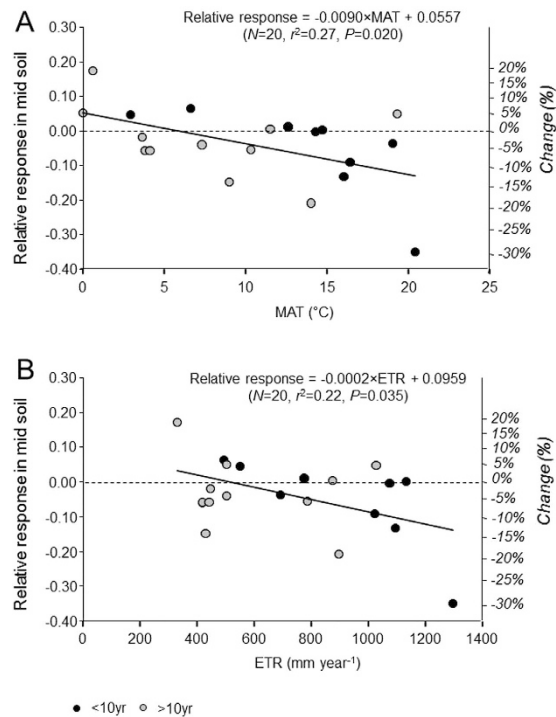 A
Relative response = -0.0090×MAT + 0.0557
(N=20, r²=0.27, P=0.020)
Relative response in mid soil
0.30
0.20
0.10
0.00
-0.10
-0.20
-0.30
-0.40
20%
15%
10%
5%
0%
-5%
-10%
-15%
-20%
-25%
-30%
Change (%)
0 5 10 15 20 25
MAT (°C)
B
Relative response = -0.0002×ETR + 0.0959
(N=20, r²=0.22, P=0.035)
Relative response in mid soil
0.30
0.20
0.10
0.00
-0.10
-0.20
-0.30
-0.40
20%
15%
10%
5%
0%
-5%
-10%
-15%
-20%
-25%
-30%
Change (%)
0 200 400 600 800 1000 1200 1400
ETR (mm year⁻¹)
<10yr >10yr